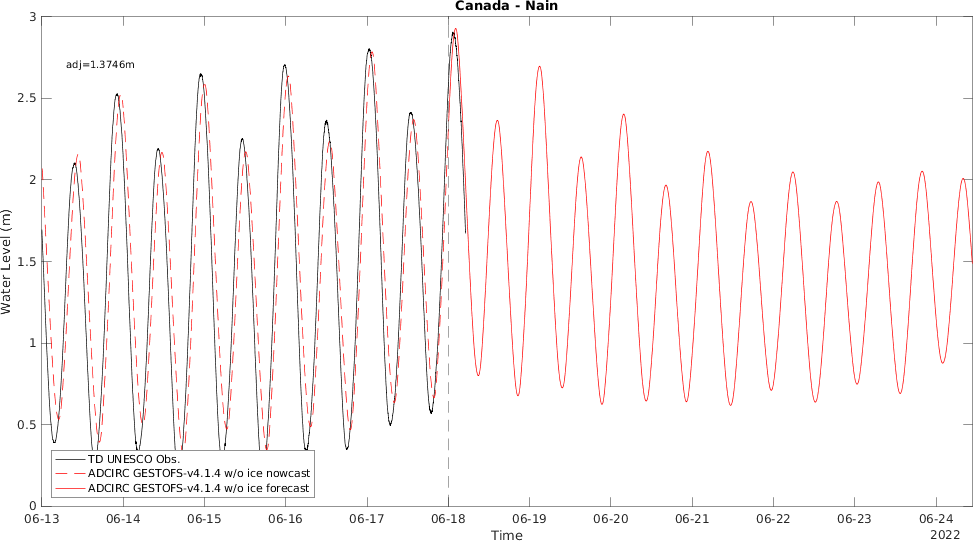 Canada - Nain
adj=1.3746m
Water Level (m)
3
2.5
2
1.5
1
0.5
0
TD UNESCO Obs.
ADCIRC GESTOFS-v4.1.4 w/o ice nowcast
ADCIRC GESTOFS-v4.1.4 w/o ice forecast
06-13 06-14 06-15 06-16 06-17 06-18 06-19 06-20 06-21 06-22 06-23 06-24
2022
Time